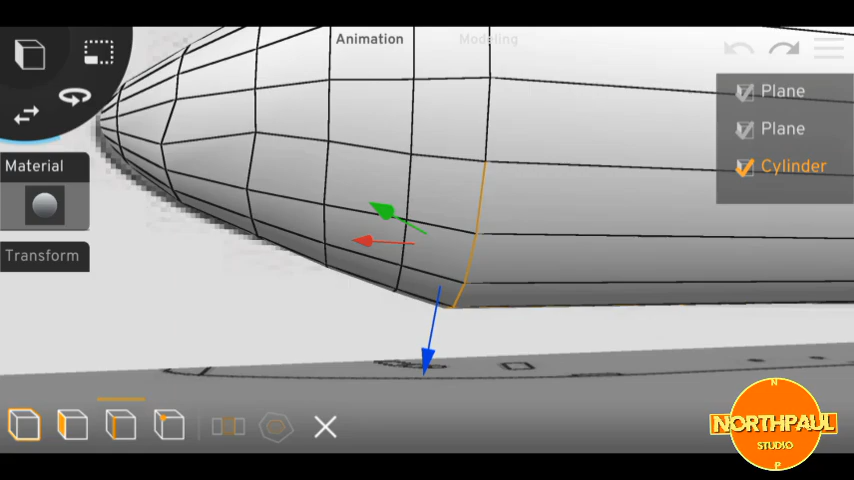 Animation
Modeling
Plane
Plane
Cylinder
Material
Transform
N
NORTHPAUL
STUDIO
P